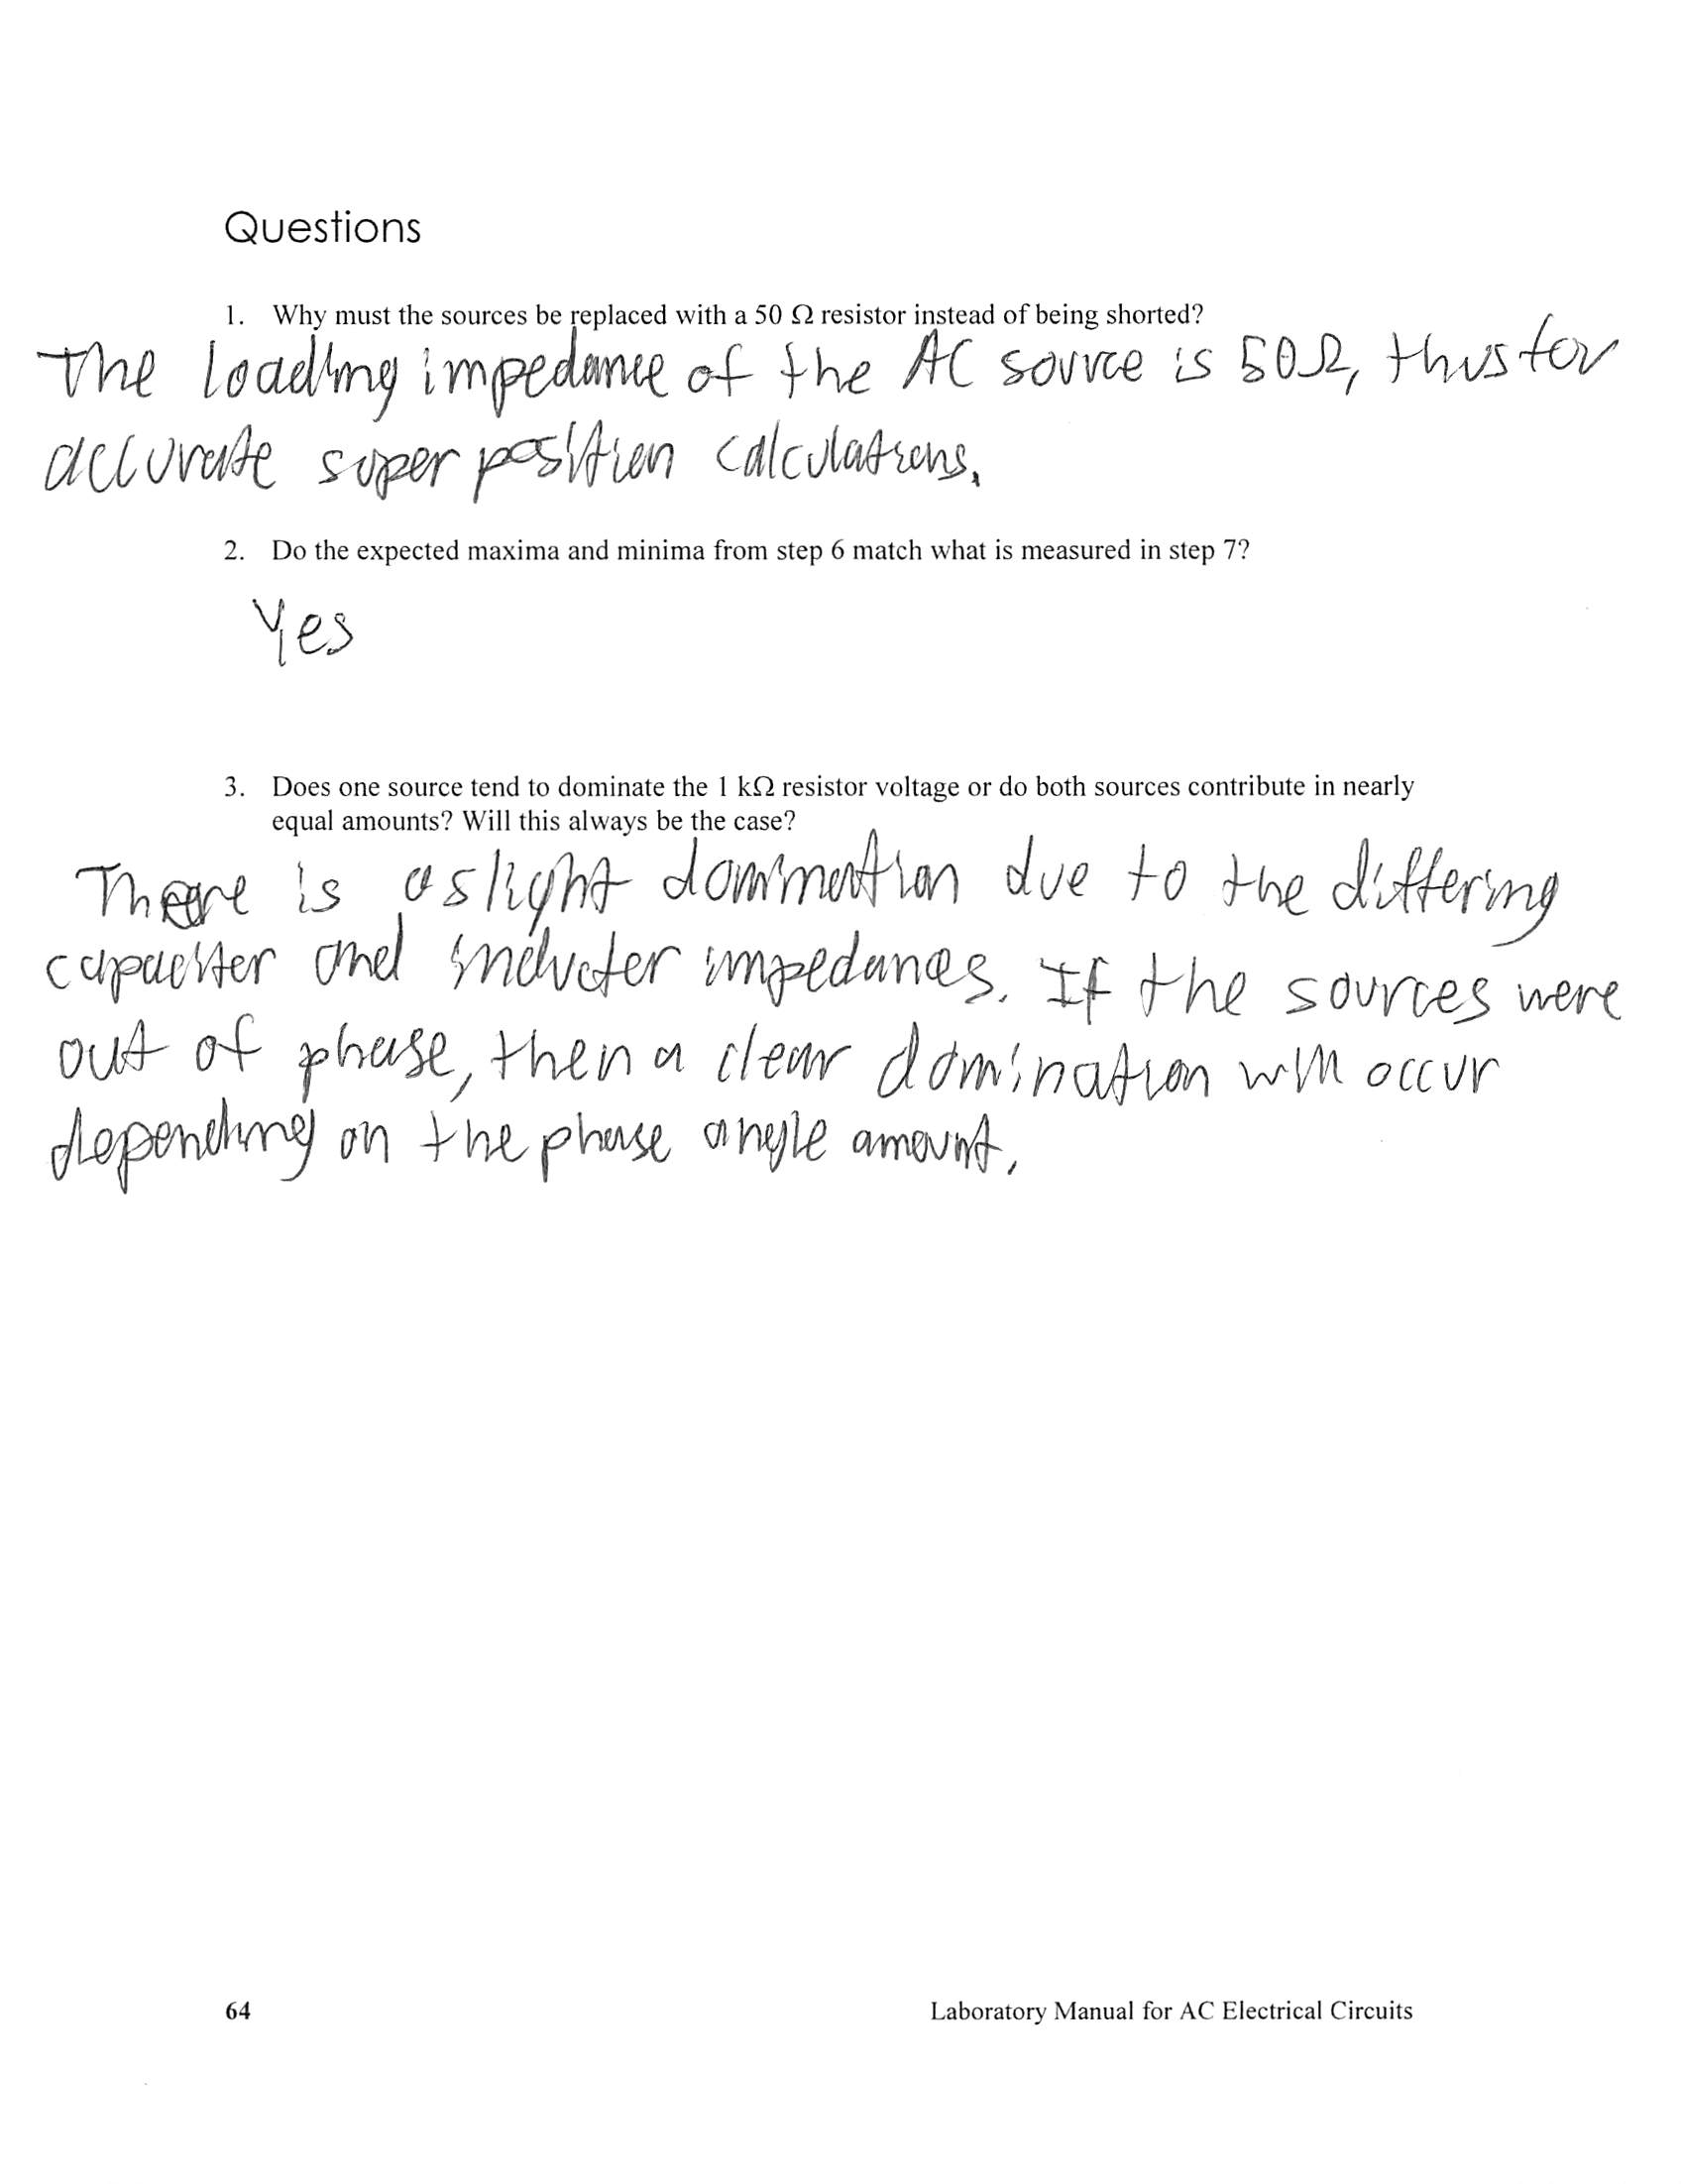 Questions
1. Why must the sources be replaced with a 50 Ω resistor instead of being shorted?
The loading impedance of the AC source is 50Ω, thus for
accurate superposition calculations.
2. Do the expected maxima and minima from step 6 match what is measured in step 7?
Yes
3. Does one source tend to dominate the 1 kΩ resistor voltage or do both sources contribute in nearly
equal amounts? Will this always be the case?
There is a slight domination due to the differing
capacitor and inductor impedances. If the sources were
out of phase, then a clear domination will occur
depending on the phase angle amount.
64 Laboratory Manual for AC Electrical Circuits